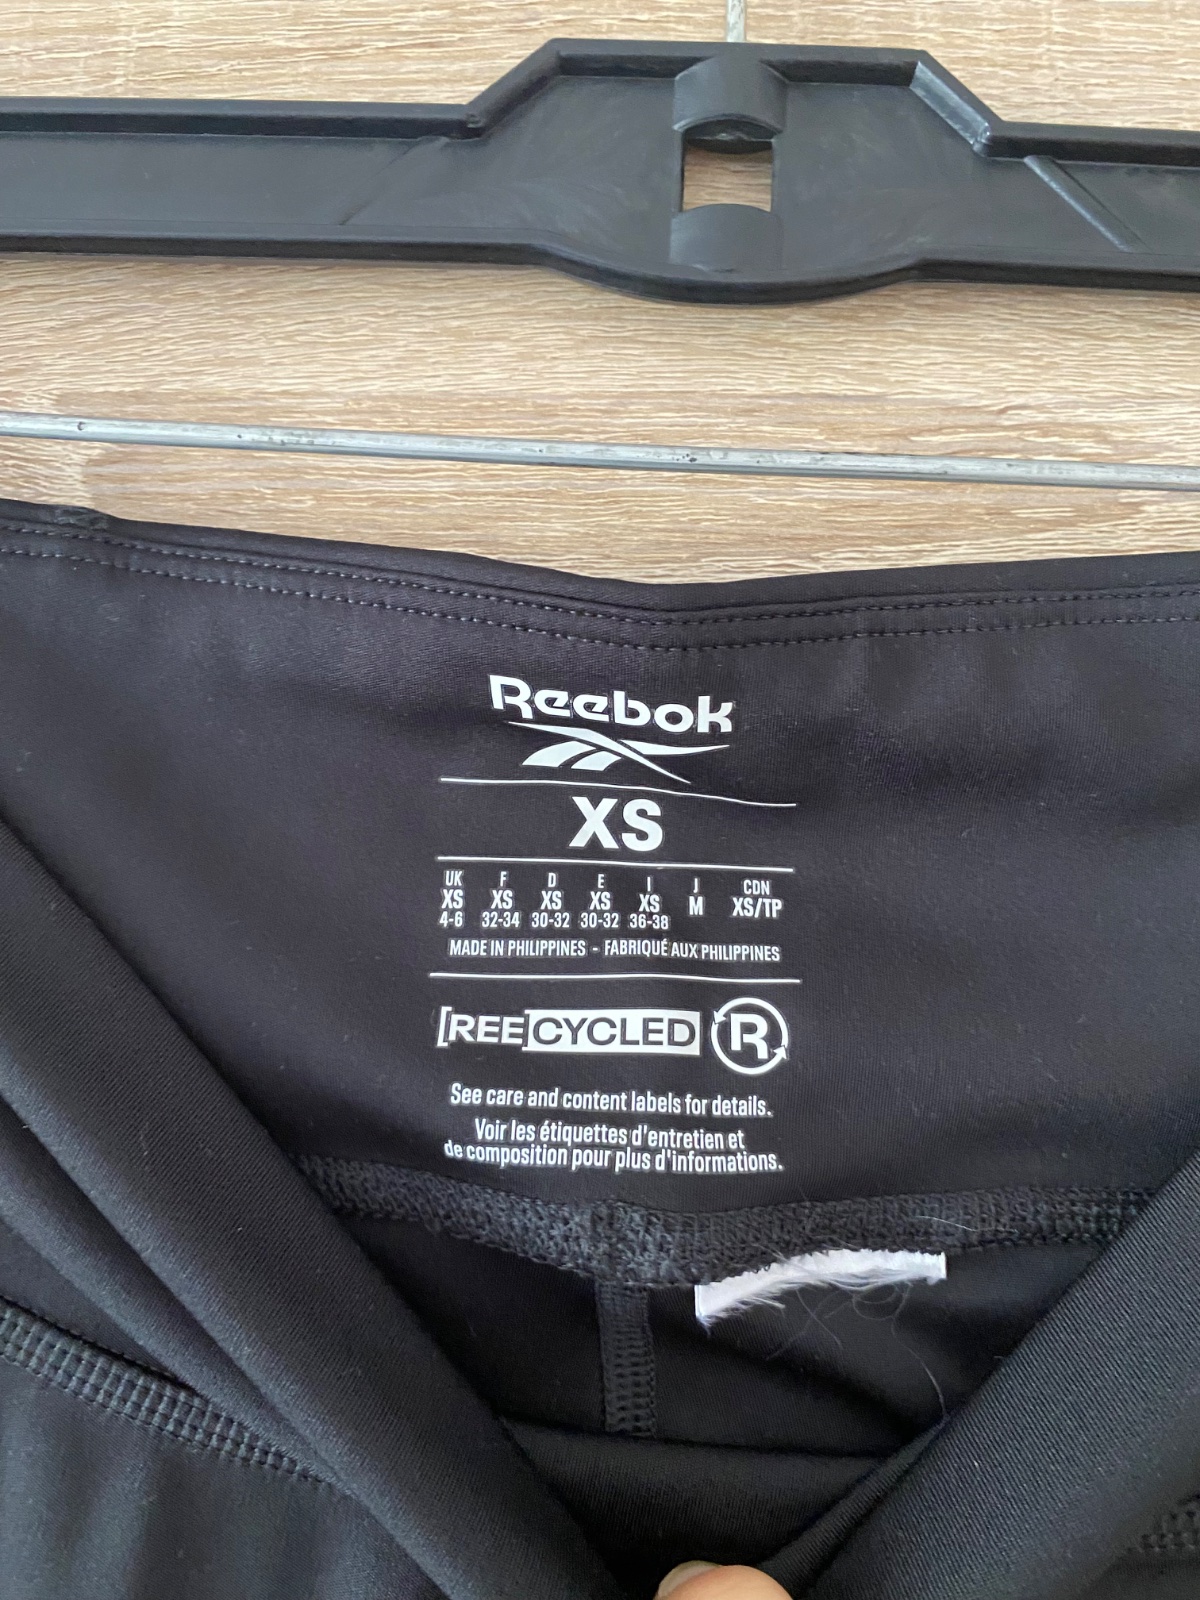 Reebok
XS
UK F D E I J CDN
XS XS XS XS XS M XS/TP
4-6 32-34 30-32 30-32 36-38
MADE IN PHILIPPINES - FABRIQUÉ AUX PHILIPPINES
[REE]CYCLED R
See care and content labels for details.
Voir les étiquettes d'entretien et
de composition pour plus d'informations.